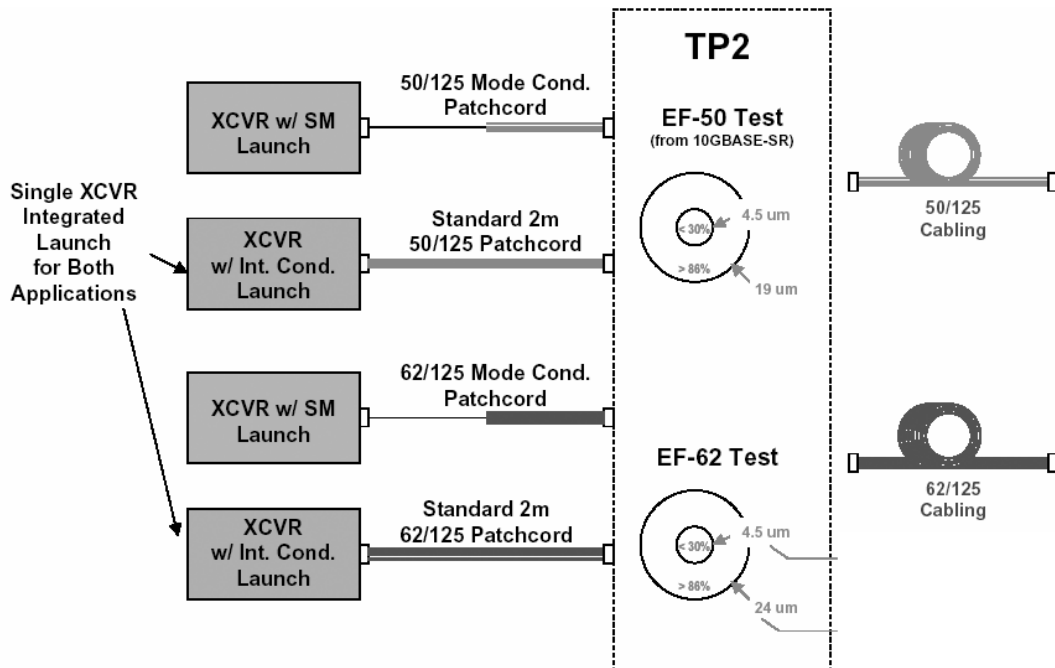 TP2
50/125 Mode Cond.
Patchcord
XCVR w/ SM
Launch
EF-50 Test
(from 10GBASE-SR)
Single XCVR
Integrated
Launch
for Both
Applications
XCVR
w/ Int. Cond.
Launch
Standard 2m
50/125 Patchcord
4.5 um
< 30%
> 86%
19 um
50/125
Cabling
62/125 Mode Cond.
Patchcord
XCVR w/ SM
Launch
EF-62 Test
62/125
Cabling
XCVR
w/ Int. Cond.
Launch
Standard 2m
62/125 Patchcord
4.5 um
< 30%
> 86%
24 um